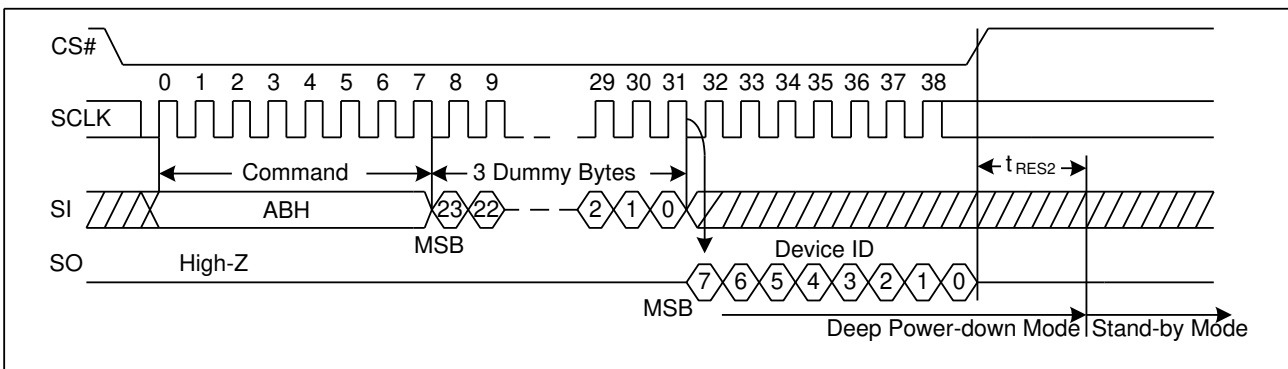 CS#
0 1 2 3 4 5 6 7 8 9 29 30 31 32 33 34 35 36 37 38
SCLK
Command 3 Dummy Bytes tRES2
SI ABH 23 22 2 1 0
MSB
SO High-Z Device ID
7 6 5 4 3 2 1 0
MSB
Deep Power-down Mode Stand-by Mode